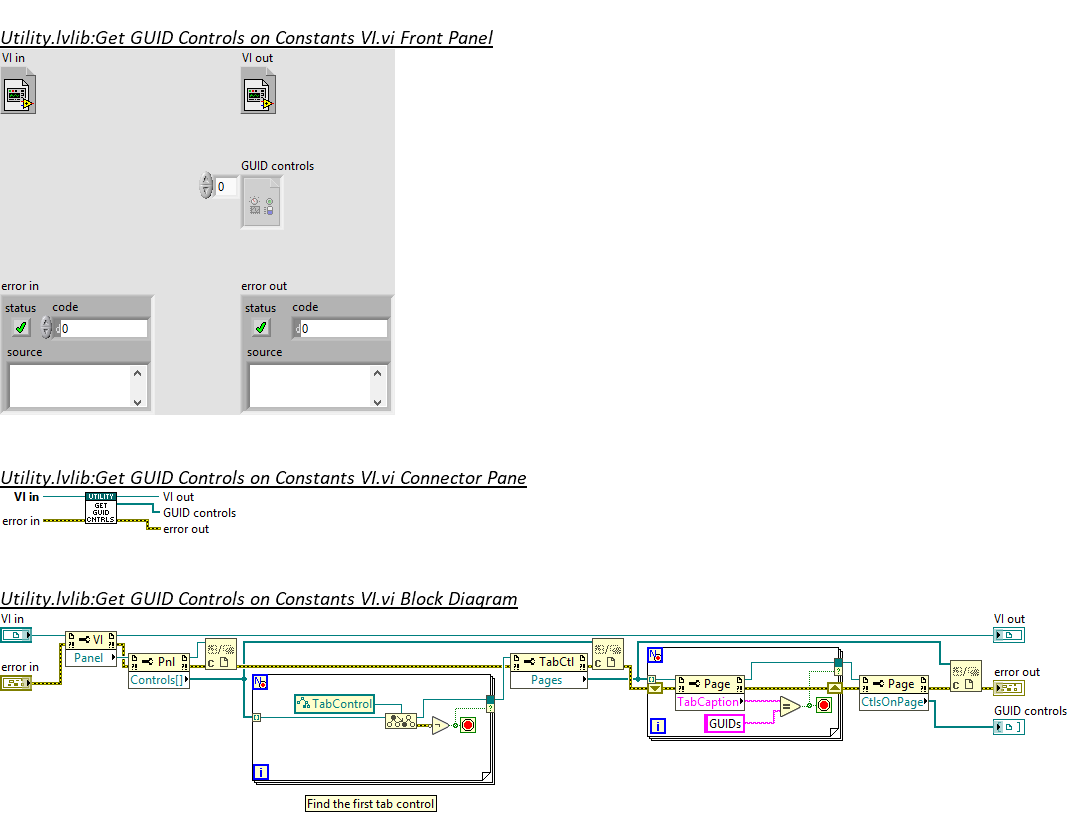 Utility.lvlib:Get GUID Controls on Constants VI.vi Front Panel
VI in
VI out
GUID controls
0
error in
error out
status code
0
source
status code
0
source
Utility.lvlib:Get GUID Controls on Constants VI.vi Connector Pane
VI in
error in
UTILITY
GET
GUID
CNTRLS
VI out
GUID controls
error out
Utility.lvlib:Get GUID Controls on Constants VI.vi Block Diagram
VI in
error in
VI
Panel
Pnl
Controls[]
C
N
TabControl
i
Find the first tab control
TabCtl
Pages
C
N
Page
TabCaption
GUIDs
=
i
Page
CtlsOnPage
C
VI out
error out
GUID controls